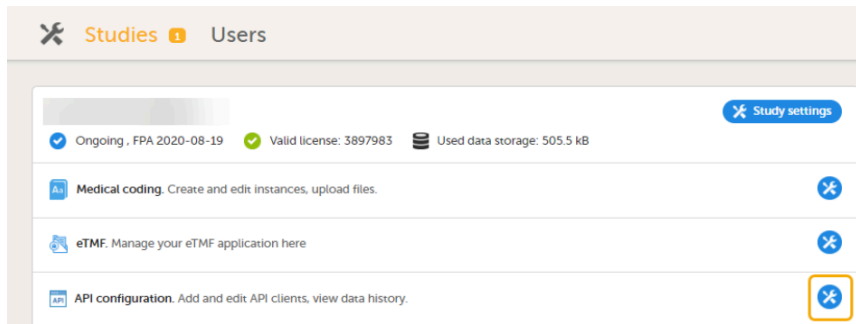 Studies 1 Users
Study settings
Ongoing , FPA 2020-08-19 Valid license: 3897983 Used data storage: 505.5 kB
Aa Medical coding. Create and edit instances, upload files.
eTMF. Manage your eTMF application here
API API configuration. Add and edit API clients, view data history.